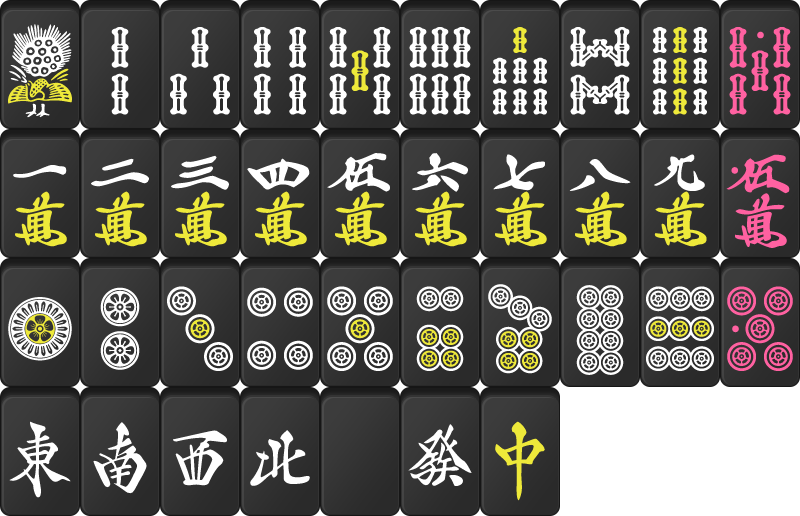 一 二 三 四 伍 六 七 八 九 伍
萬 萬 萬 萬 萬 萬 萬 萬 萬 萬
東 南 西 北 發 中